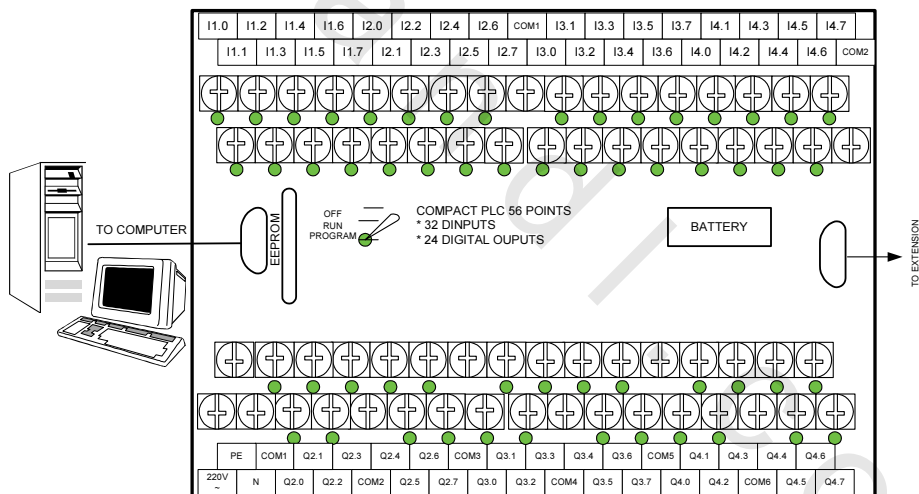 I1.0 I1.2 I1.4 I1.6 I2.0 I2.2 I2.4 I2.6 COM1 I3.1 I3.3 I3.5 I3.7 I4.1 I4.3 I4.5 I4.7
I1.1 I1.3 I1.5 I1.7 I2.1 I2.3 I2.5 I2.7 I3.0 I3.2 I3.4 I3.6 I4.0 I4.2 I4.4 I4.6 COM2
TO COMPUTER
EEPROM
OFF
RUN
PROGRAM
COMPACT PLC 56 POINTS
* 32 DINPUTS
* 24 DIGITAL OUPUTS
BATTERY
TO EXTENSION
PE COM1 Q2.1 Q2.3 Q2.4 Q2.6 COM3 Q3.1 Q3.3 Q3.4 Q3.6 COM5 Q4.1 Q4.3 Q4.4 Q4.6
220V ~ N Q2.0 Q2.2 COM2 Q2.5 Q2.7 Q3.0 Q3.2 COM4 Q3.5 Q3.7 Q4.0 Q4.2 COM6 Q4.5 Q4.7